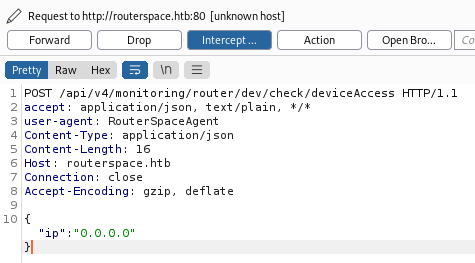 Request to http://routerspace.htb:80 [unknown host]
Forward Drop Intercept ... Action Open Bro... Co
Pretty Raw Hex \n
1 POST /api/v4/monitoring/router/dev/check/deviceAccess HTTP/1.1
2 accept: application/json, text/plain, */*
3 user-agent: RouterSpaceAgent
4 Content-Type: application/json
5 Content-Length: 16
6 Host: routerspace.htb
7 Connection: close
8 Accept-Encoding: gzip, deflate
9
10 {
"ip":"0.0.0.0"
}